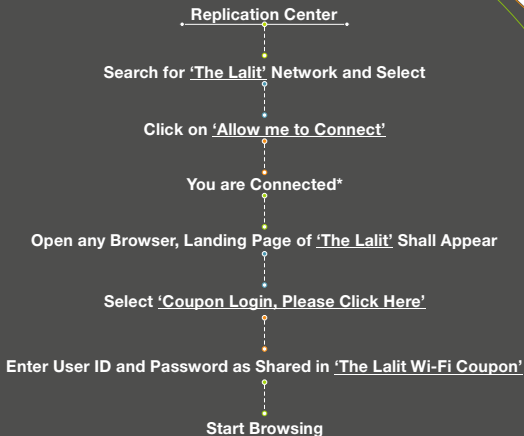 Replication Center
Search for ‘The Lalit’ Network and Select
Click on ‘Allow me to Connect’
You are Connected*
Open any Browser, Landing Page of ‘The Lalit’ Shall Appear
Select ‘Coupon Login, Please Click Here’
Enter User ID and Password as Shared in ‘The Lalit Wi-Fi Coupon’
Start Browsing